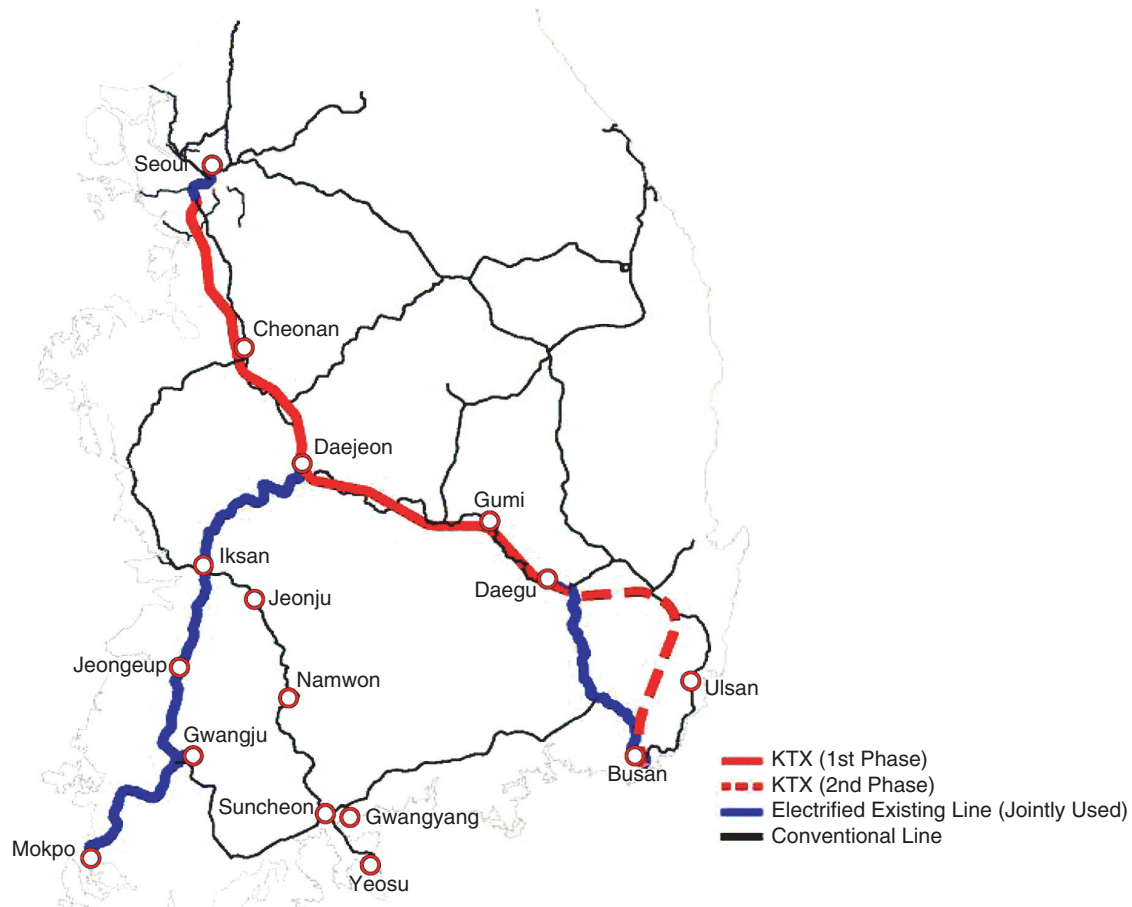 Seoul
Cheonan
Daejeon
Gumi
Iksan
Daegu
Jeonju
Jeongeup
Namwon
Ulsan
Gwangju
Busan
Suncheon
Gwangyang
Mokpo
Yeosu
KTX (1st Phase)
KTX (2nd Phase)
Electrified Existing Line (Jointly Used)
Conventional Line